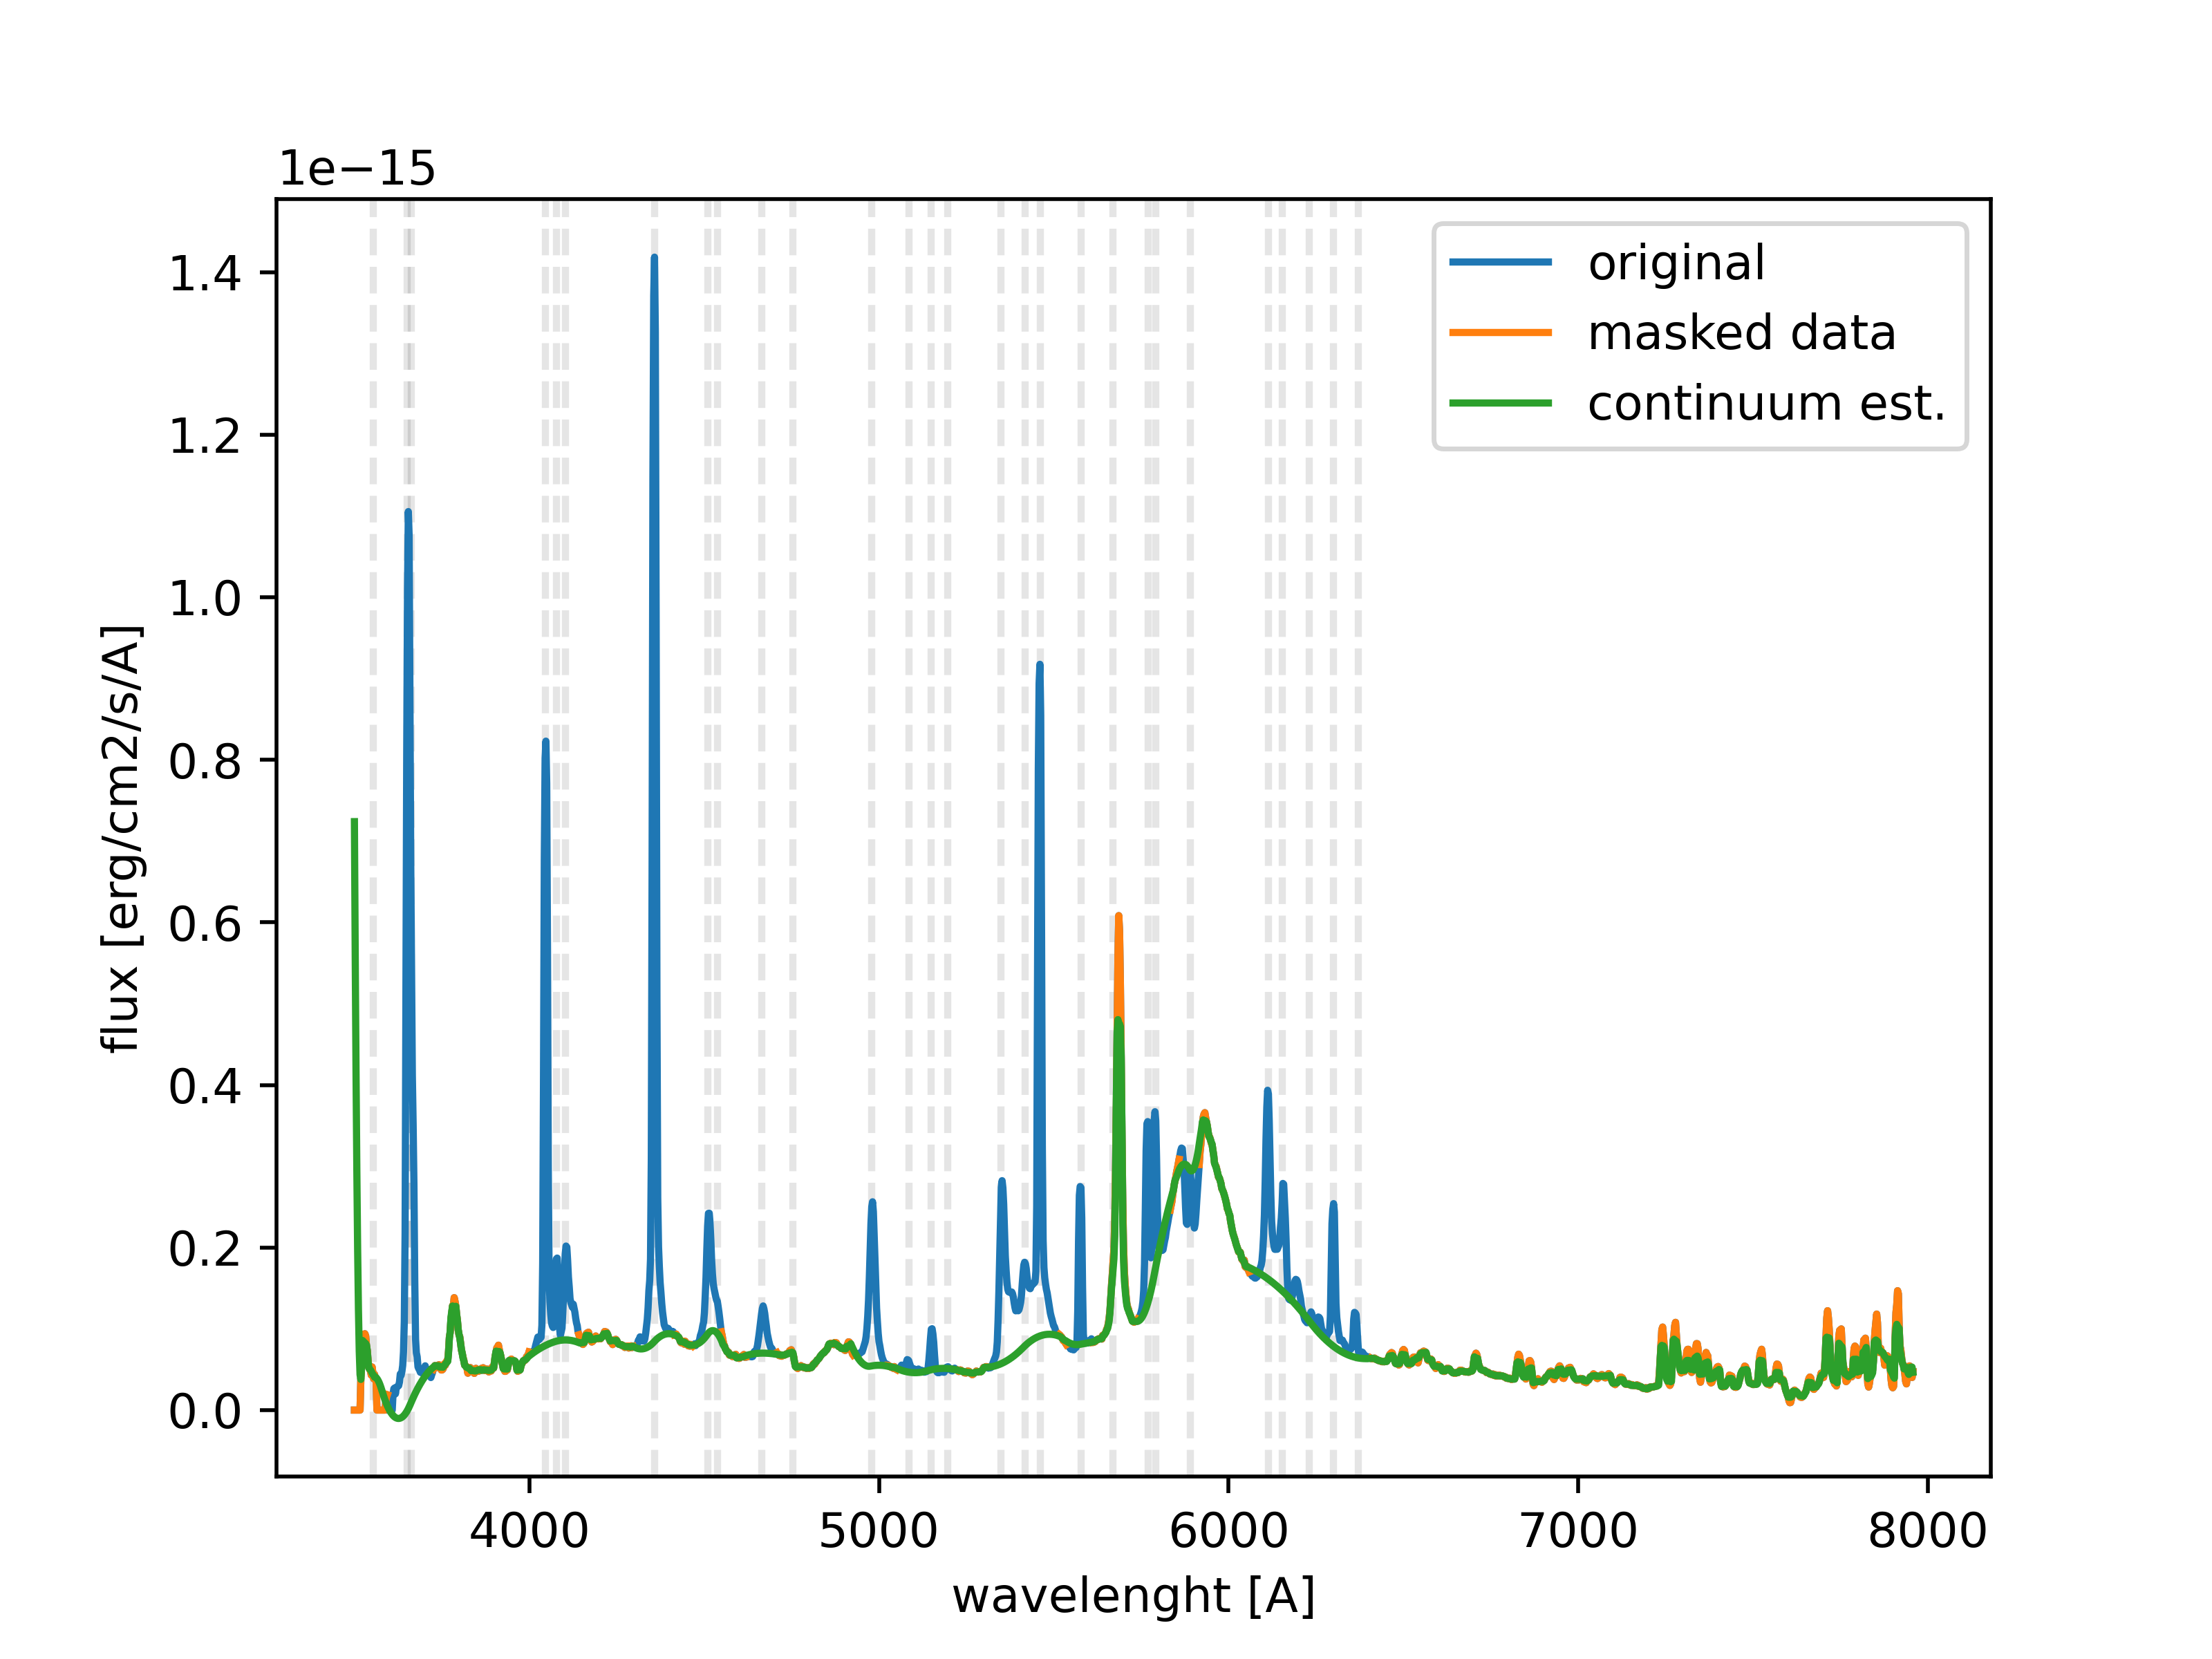 1e−15
1.4
1.2
1.0
0.8
0.6
0.4
0.2
0.0
flux [erg/cm2/s/A]
original
masked data
continuum est.
4000 5000 6000 7000 8000
wavelenght [A]